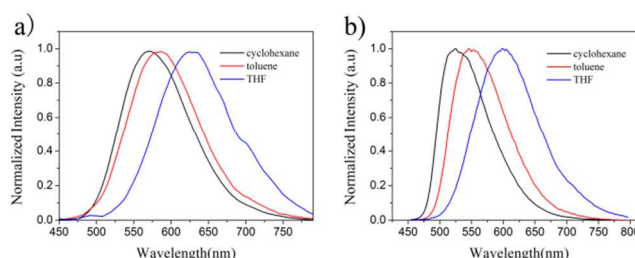 a)
Normalized Intensity (a.u)
1.0
0.8
0.6
0.4
0.2
0.0
cyclohexane
toluene
THF
450 500 550 600 650 700 750
Wavelength(nm)
b)
Normalized Intensity (a.u)
1.0
0.8
0.6
0.4
0.2
0.0
cyclohexane
toluene
THF
450 500 550 600 650 700 750 800
Wavelength(nm)